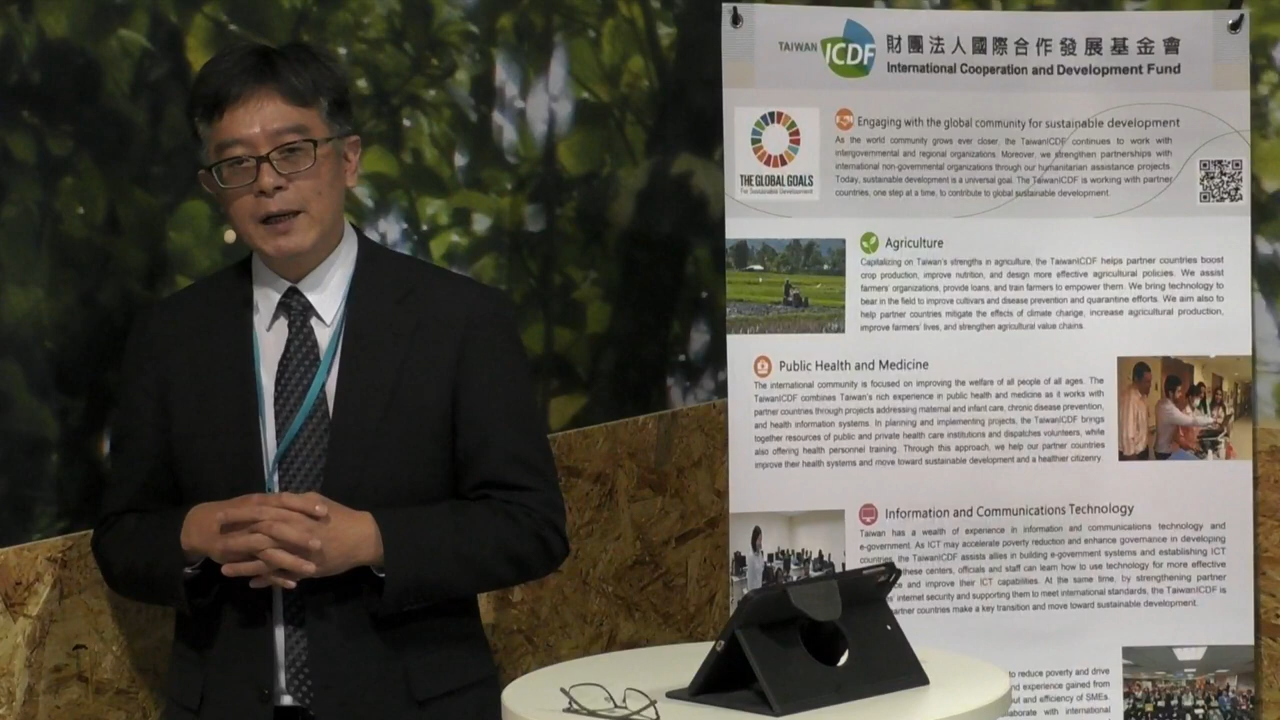 TAIWAN ICDF 財團法人國際合作發展基金會
International Cooperation and Development Fund
THE GLOBAL GOALS
For Sustainable Development
Engaging with the global community for sustainable development
As the world community grows ever closer, the TaiwanICDF continues to work with
intergovernmental and regional organizations. Moreover, we strengthen partnerships with
international non-governmental organizations through our humanitarian assistance projects.
Today, sustainable development is a universal goal. The TaiwanICDF is working with partner
countries, one step at a time, to contribute to global sustainable development.
Agriculture
Capitalizing on Taiwan's strengths in agriculture, the TaiwanICDF helps partner countries boost
crop production, improve nutrition, and design more effective agricultural policies. We assist
farmers' organizations, provide loans, and train farmers to empower them. We bring technology to
bear in the field to improve cultivars and disease prevention and quarantine efforts. We aim also to
help partner countries mitigate the effects of climate change, increase agricultural production,
improve farmers' lives, and strengthen agricultural value chains.
Public Health and Medicine
The international community is focused on improving the welfare of all people of all ages. The
TaiwanICDF combines Taiwan's rich experience in public health and medicine as it works with
partner countries through projects addressing maternal and infant care, chronic disease prevention,
and health information systems. In planning and implementing projects, the TaiwanICDF brings
together resources of public and private health care institutions and dispatches volunteers, while
also offering health personnel training. Through this approach, we help our partner countries
improve their health systems and move toward sustainable development and a healthier citizenry.
Information and Communications Technology
Taiwan has a wealth of experience in information and communications technology and
e-government. As ICT may accelerate poverty reduction and enhance governance in developing
countries, the TaiwanICDF assists allies in building e-government systems and establishing ICT
these centers, officials and staff can learn how to use technology for more effective
and improve their ICT capabilities. At the same time, by strengthening partner
internet security and supporting them to meet international standards, the TaiwanICDF is
partner countries make a key transition and move toward sustainable development.
to reduce poverty and drive
experience gained from
and efficiency of SMEs.
with international